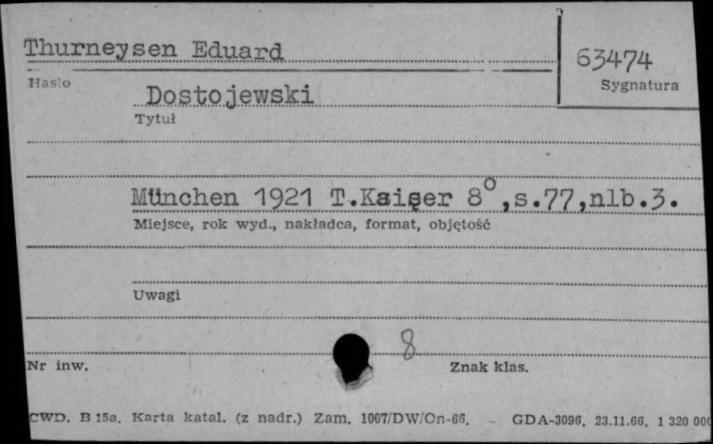 Thurneysen Eduard
63474
Hasło
Sygnatura
Dostojewski
Tytuł
München 1921 T.Kaiser 8°,s.77,nlb.3.
Miejsce, rok wyd., nakładca, format, objętość
Uwagi
8
Nr inw.
Znak klas.
CWD. B 15a. Karta katal. (z nadr.) Zam. 1007/DW/On-66. – GDA-3096, 23.11.66, 1 320 000